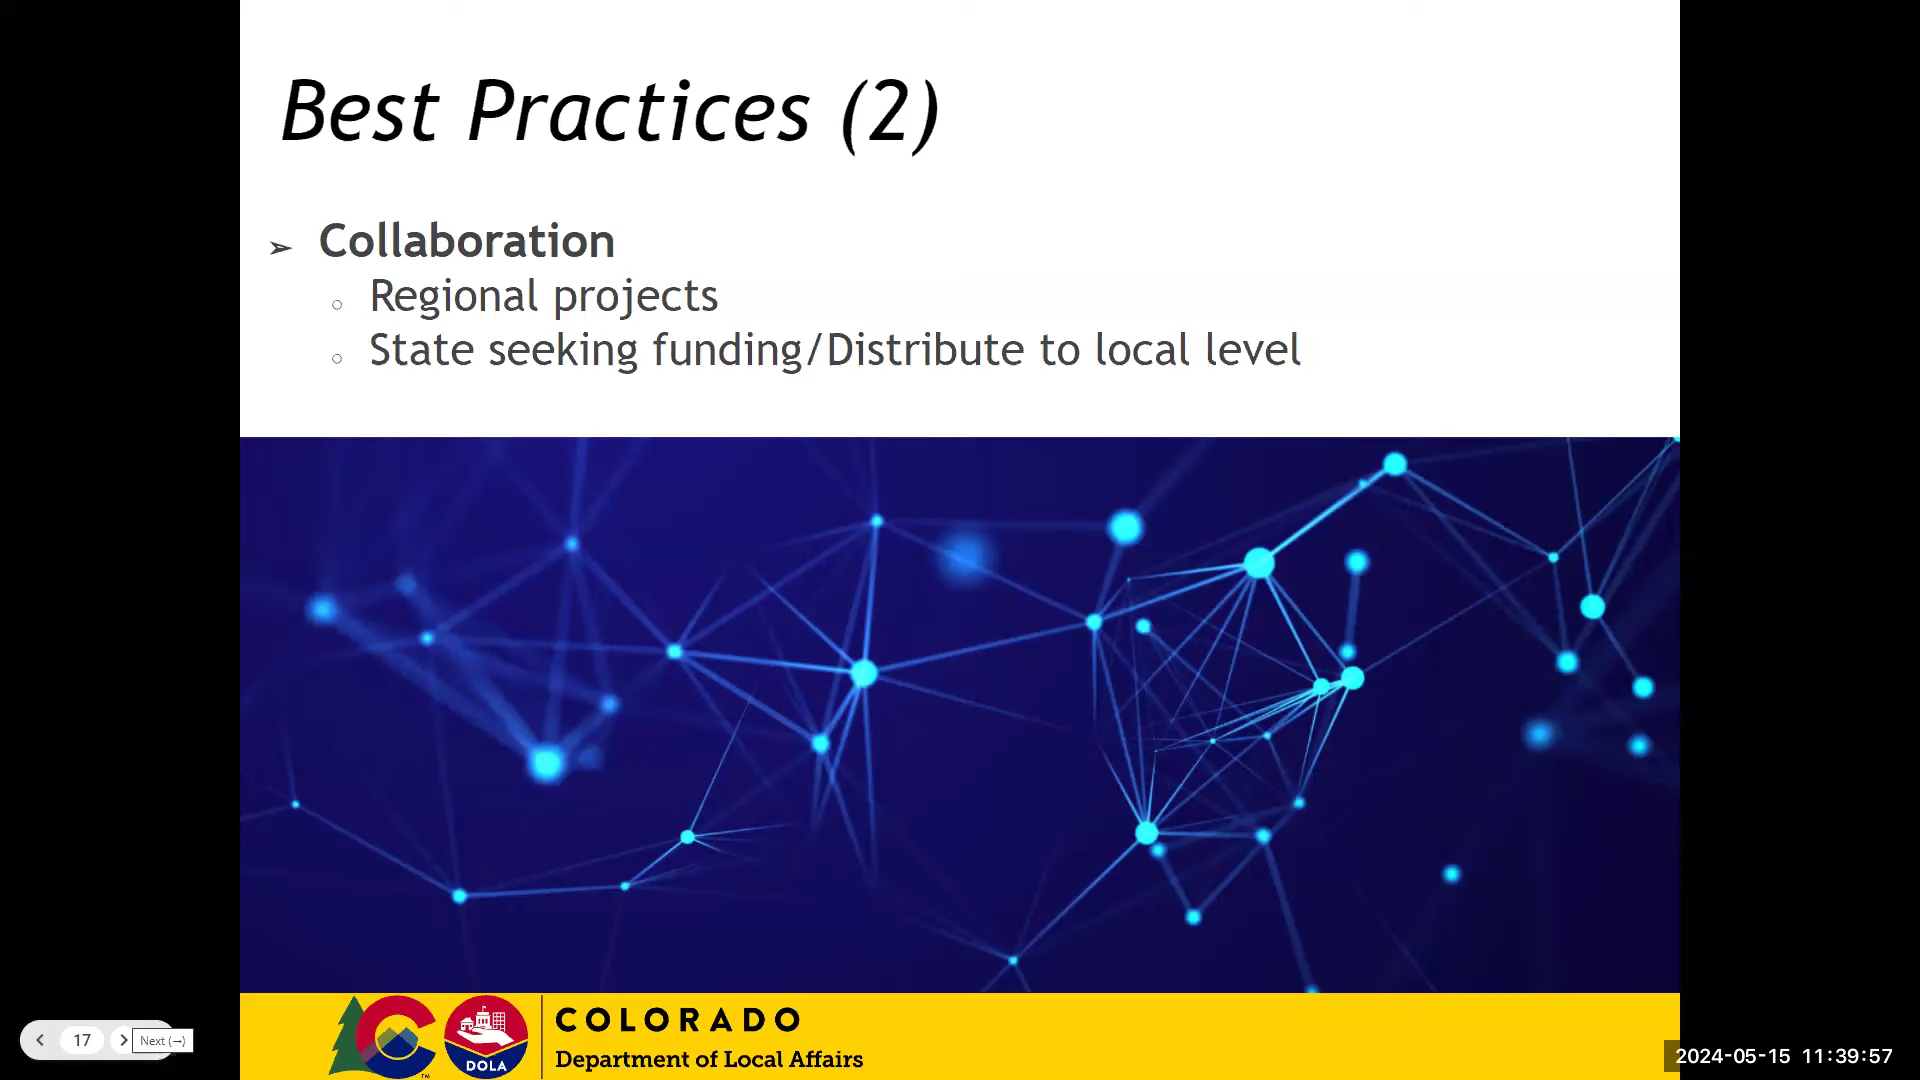 Best Practices (2)
➢ Collaboration
○ Regional projects
○ State seeking funding/Distribute to local level
COLORADO
Department of Local Affairs
DOLA
TM
17
Next (→)
2024-05-15 11:39:57